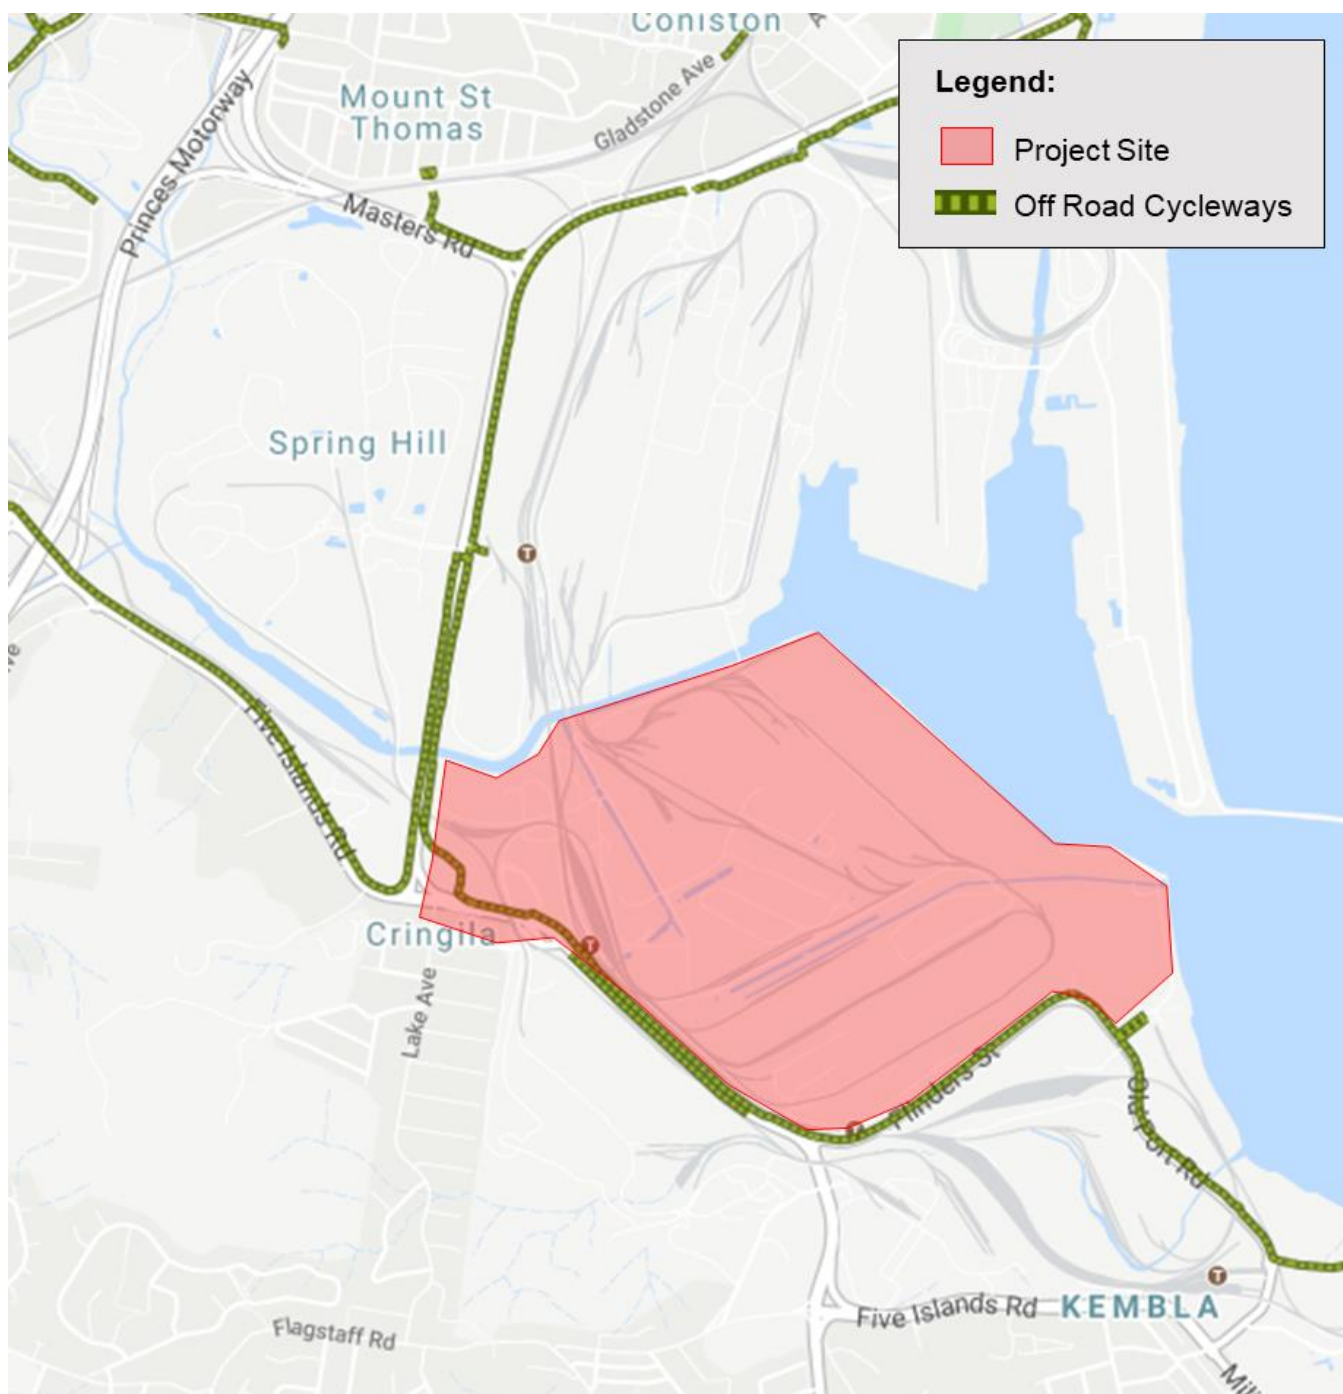 Coniston
Legend:
Project Site
Off Road Cycleways
Mount St
Thomas
Gladstone Ave
Princes Motorway
Masters Rd
Spring Hill
T
Five Islands Rd
Cringila
T
Lake Ave
Flinders St
Old Port Rd
T
Five Islands Rd
KEMBLA
Flagstaff Rd